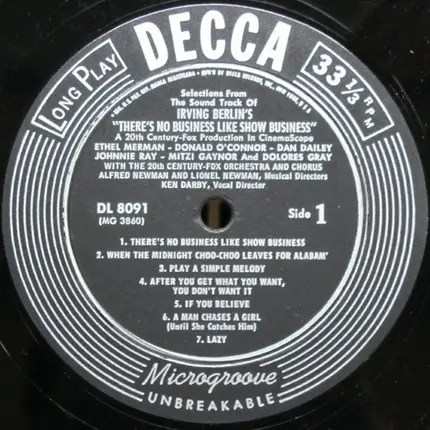 DECCA
LONG PLAY
33 1/3 RPM
Selections From
The Sound Track Of
IRVING BERLIN'S
"THERE'S NO BUSINESS LIKE SHOW BUSINESS"
A 20th Century-Fox Production In CinemaScope
ETHEL MERMAN - DONALD O'CONNOR - DAN DAILEY
JOHNNIE RAY - MITZI GAYNOR And DOLORES GRAY
WITH THE 20th CENTURY-FOX ORCHESTRA AND CHORUS
ALFRED NEWMAN AND LIONEL NEWMAN, Musical Directors
KEN DARBY, Vocal Director
DL 8091
(MG 3860)
Side 1
1. THERE'S NO BUSINESS LIKE SHOW BUSINESS
2. WHEN THE MIDNIGHT CHOO-CHOO LEAVES FOR ALABAM'
3. PLAY A SIMPLE MELODY
4. AFTER YOU GET WHAT YOU WANT,
YOU DON'T WANT IT
5. IF YOU BELIEVE
6. A MAN CHASES A GIRL
(Until She Catches Him)
7. LAZY
Microgroove
UNBREAKABLE